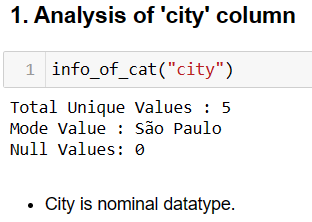 1. Analysis of 'city' column
1 info_of_cat("city")
Total Unique Values : 5
Mode Value : São Paulo
Null Values: 0
• City is nominal datatype.